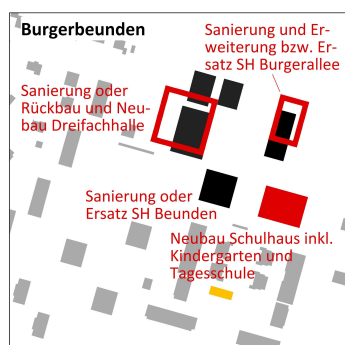 Burgerbeunden
Sanierung und Er-
weiterung bzw. Er-
satz SH Burgerallee
Sanierung oder
Rückbau und Neu-
bau Dreifachhalle
Sanierung oder
Ersatz SH Beunden
Neubau Schulhaus inkl.
Kindergarten und
Tagesschule